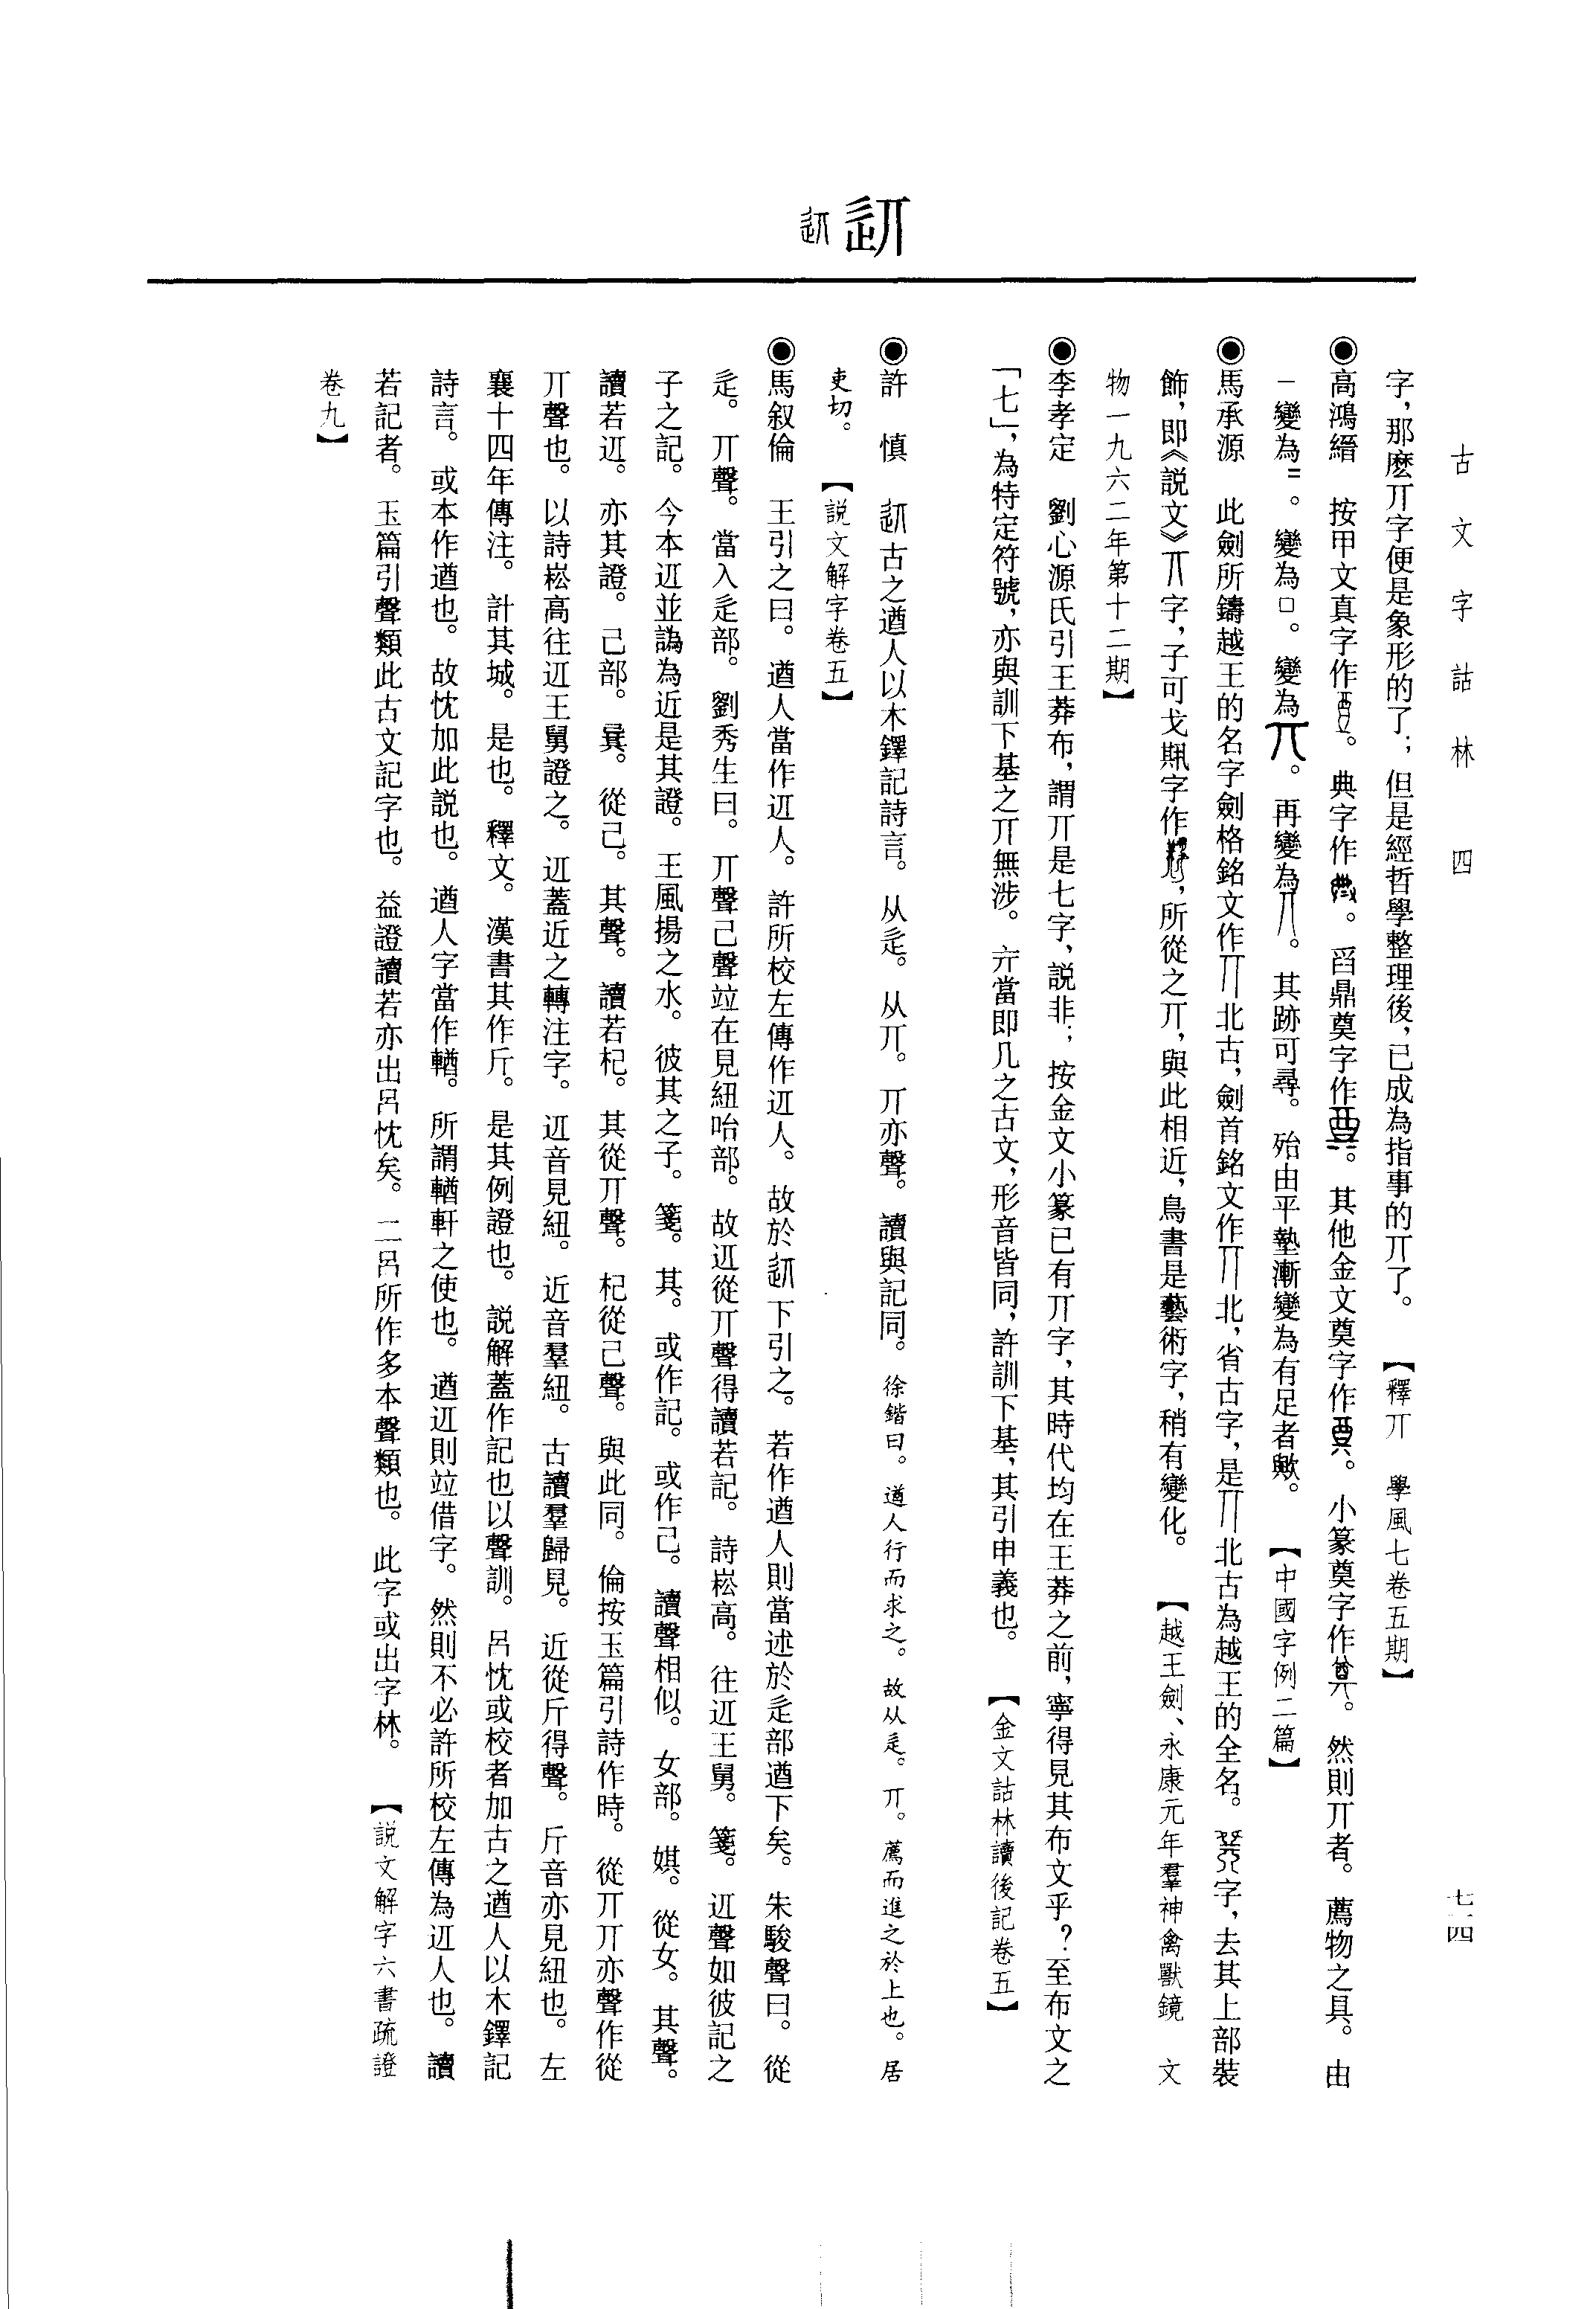 古文字詁林　四
七一四
字，那麽丌字便是象形的了；但是經哲學整理後，已成為指事的丌了。　【釋丌　學風七卷五期】
◉高鴻縉　按甲文真字作。典字作。舀鼎奠字作。其他金文奠字作。小篆奠字作。然則丌者。薦物之具。由
一變為二。變為口。變為。再變為。其跡可尋。殆由平墊漸變為有足者歟。　【中國字例二篇】
◉馬承源　此劍所鑄越王的名字劍格銘文作丌北古，劍首銘文作丌北，省古字，是丌北古為越王的全名。字，去其上部裝
飾，即《説文》丌字，子可戈字作，所從之丌，與此相近，鳥書是藝術字，稍有變化。　【越王劍、永康元年羣神禽獸鏡　文
物一九六二年第十二期】
◉李孝定　劉心源氏引王莽布，謂丌是七字，説非；按金文小篆已有丌字，其時代均在王莽之前，寧得見其布文乎？至布文之
「七」，為特定符號，亦與訓下基之丌無涉。亓當即几之古文，形音皆同，許訓下基，其引申義也。　【金文詁林讀後記卷五】
䢋
◉許　慎　䢋古之遒人以木鐸記詩言。从辵。从丌。丌亦聲。讀與記同。徐鍇曰。遒人行而求之。故从辵。丌。薦而進之於上也。居
吏切。　【説文解字卷五】
◉馬叙倫　王引之曰。遒人當作䢋人。許所校左傳作䢋人。故於䢋下引之。若作遒人則當述於辵部遒下矣。朱駿聲曰。從
辵。丌聲。當入辵部。劉秀生曰。丌聲己聲竝在見紐咍部。故䢋從丌聲得讀若記。詩崧高。往䢋王舅。箋。䢋聲如彼記之
子之記。今本䢋並譌為近是其證。王風揚之水。彼其之子。箋。其。或作記。或作己。讀聲相似。女部。娸。從女。其聲。
讀若䢋。亦其證。己部。㠱。從己。其聲。讀若杞。其從丌聲。杞從己聲。與此同。倫按玉篇引詩作時。從丌丌亦聲作從
丌聲也。以詩崧高往䢋王舅證之。䢋蓋近之轉注字。䢋音見紐。近音羣紐。古讀羣歸見。近從斤得聲。斤音亦見紐也。左
襄十四年傳注。計其城。是也。釋文。漢書其作斤。是其例證也。説解蓋作記也以聲訓。呂忱或校者加古之遒人以木鐸記
詩言。或本作遒也。故忱加此説也。遒人字當作輶。所謂輶軒之使也。遒䢋則竝借字。然則不必許所校左傳為䢋人也。讀
若記者。玉篇引聲類此古文記字也。益證讀若亦出呂忱矣。二呂所作多本聲類也。此字或出字林。　【説文解字六書疏證
卷九】